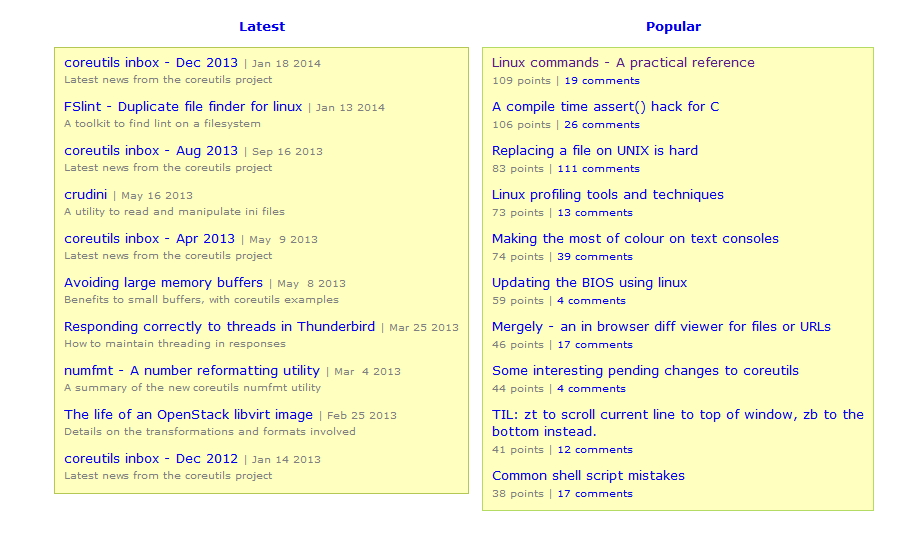 Latest
coreutils inbox - Dec 2013 | Jan 18 2014
Latest news from the coreutils project
FSlint - Duplicate file finder for linux | Jan 13 2014
A toolkit to find lint on a filesystem
coreutils inbox - Aug 2013 | Sep 16 2013
Latest news from the coreutils project
crudini | May 16 2013
A utility to read and manipulate ini files
coreutils inbox - Apr 2013 | May  9 2013
Latest news from the coreutils project
Avoiding large memory buffers | May  8 2013
Benefits to small buffers, with coreutils examples
Responding correctly to threads in Thunderbird | Mar 25 2013
How to maintain threading in responses
numfmt - A number reformatting utility | Mar  4 2013
A summary of the new coreutils numfmt utility
The life of an OpenStack libvirt image | Feb 25 2013
Details on the transformations and formats involved
coreutils inbox - Dec 2012 | Jan 14 2013
Latest news from the coreutils project
Popular
Linux commands - A practical reference
109 points | 19 comments
A compile time assert() hack for C
106 points | 26 comments
Replacing a file on UNIX is hard
83 points | 111 comments
Linux profiling tools and techniques
73 points | 13 comments
Making the most of colour on text consoles
74 points | 39 comments
Updating the BIOS using linux
59 points | 4 comments
Mergely - an in browser diff viewer for files or URLs
46 points | 17 comments
Some interesting pending changes to coreutils
44 points | 4 comments
TIL: zt to scroll current line to top of window, zb to the
bottom instead.
41 points | 12 comments
Common shell script mistakes
38 points | 17 comments